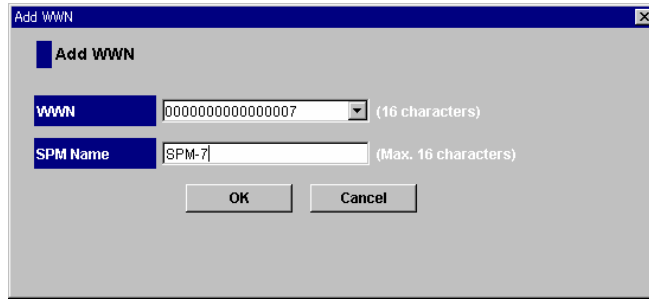 Add WWN
Add WWN
WWN 0000000000000007 (16 characters)
SPM Name SPM-7 (Max. 16 characters)
OK Cancel